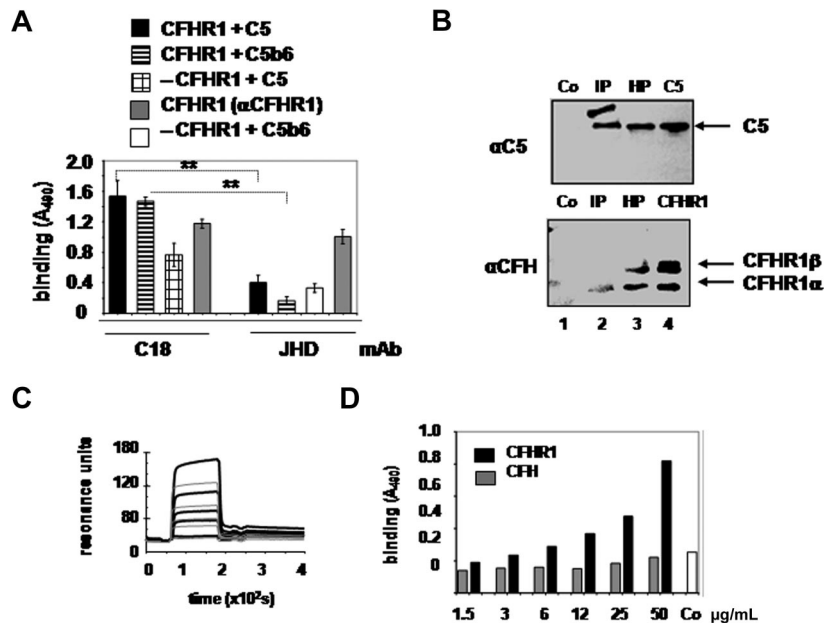 A
CFHR1 + C5
CFHR1 + C5b6
–CFHR1 + C5
CFHR1 (αCFHR1)
–CFHR1 + C5b6
binding (A₄₉₀)
2.0
1.6
1.2
0.8
0.4
0
**
**
C18
JHD
mAb
B
Co IP HP C5
αC5
C5
Co IP HP CFHR1
αCFH
CFHR1β
CFHR1α
1 2 3 4
C
resonance units
180
120
80
100
0 1 2 3 4
time (x10²s)
D
binding (A₄₉₀)
1.0
0.8
0.6
0.4
0.2
0
CFHR1
CFH
1.5 3 6 12 25 50 Co μg/mL